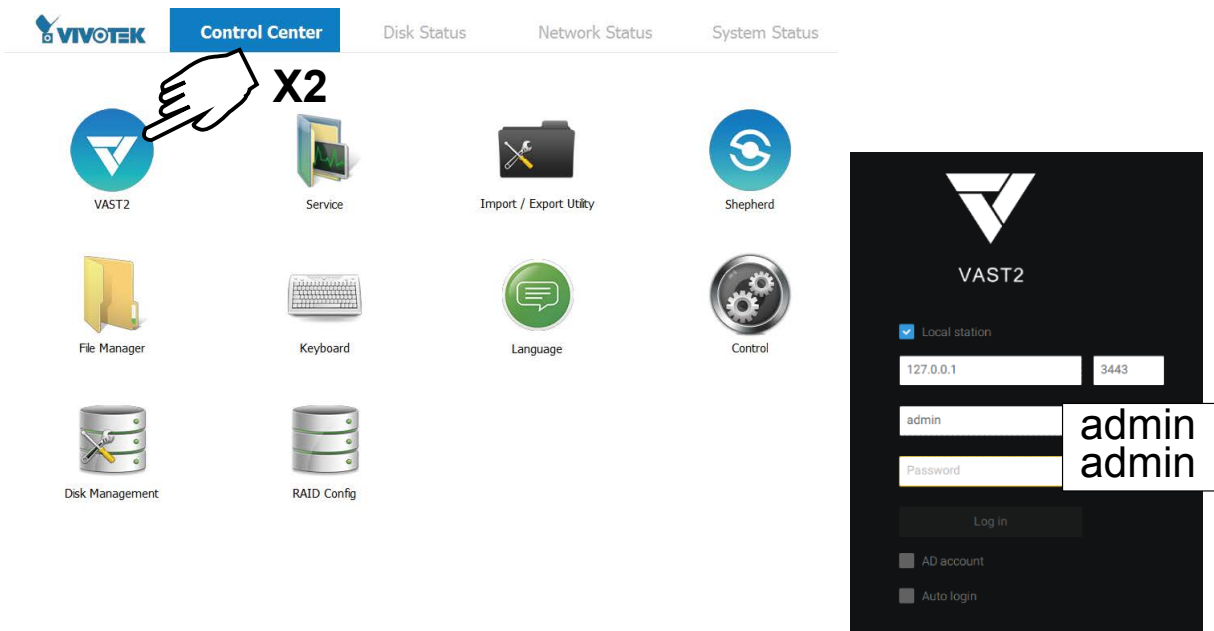 VIVOTEK Control Center Disk Status Network Status System Status
X2
VAST2 Service Import / Export Utility Shepherd
File Manager Keyboard Language Control
Disk Management RAID Config
VAST2
Local station
127.0.0.1 3443
admin
Password
admin
admin
Log in
AD account
Auto login